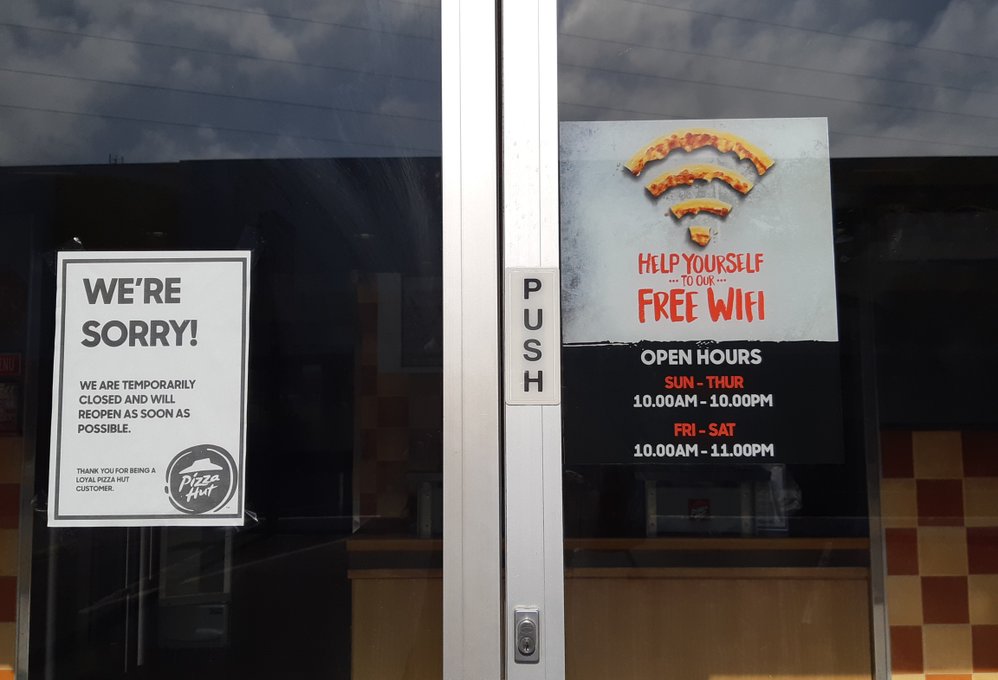 WE'RE
SORRY!
WE ARE TEMPORARILY
CLOSED AND WILL
REOPEN AS SOON AS
POSSIBLE.
THANK YOU FOR BEING A
LOYAL PIZZA HUT
CUSTOMER.
Pizza
Hut
PUSH
HELP YOURSELF
TO OUR
FREE WIFI
OPEN HOURS
SUN - THUR
10.00AM - 10.00PM
FRI - SAT
10.00AM - 11.00PM